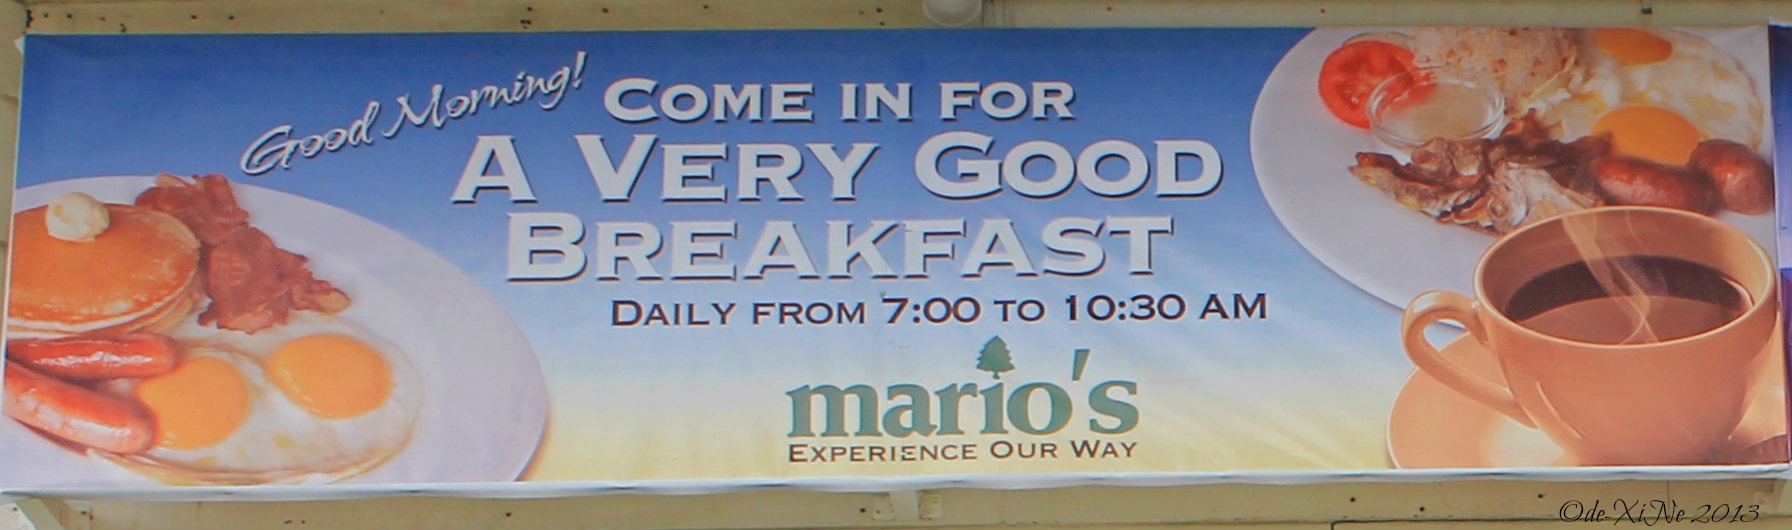 Good Morning!
COME IN FOR
A VERY GOOD
BREAKFAST
DAILY FROM 7:00 TO 10:30 AM
mario's
EXPERIENCE OUR WAY
©de-XiNe 2013